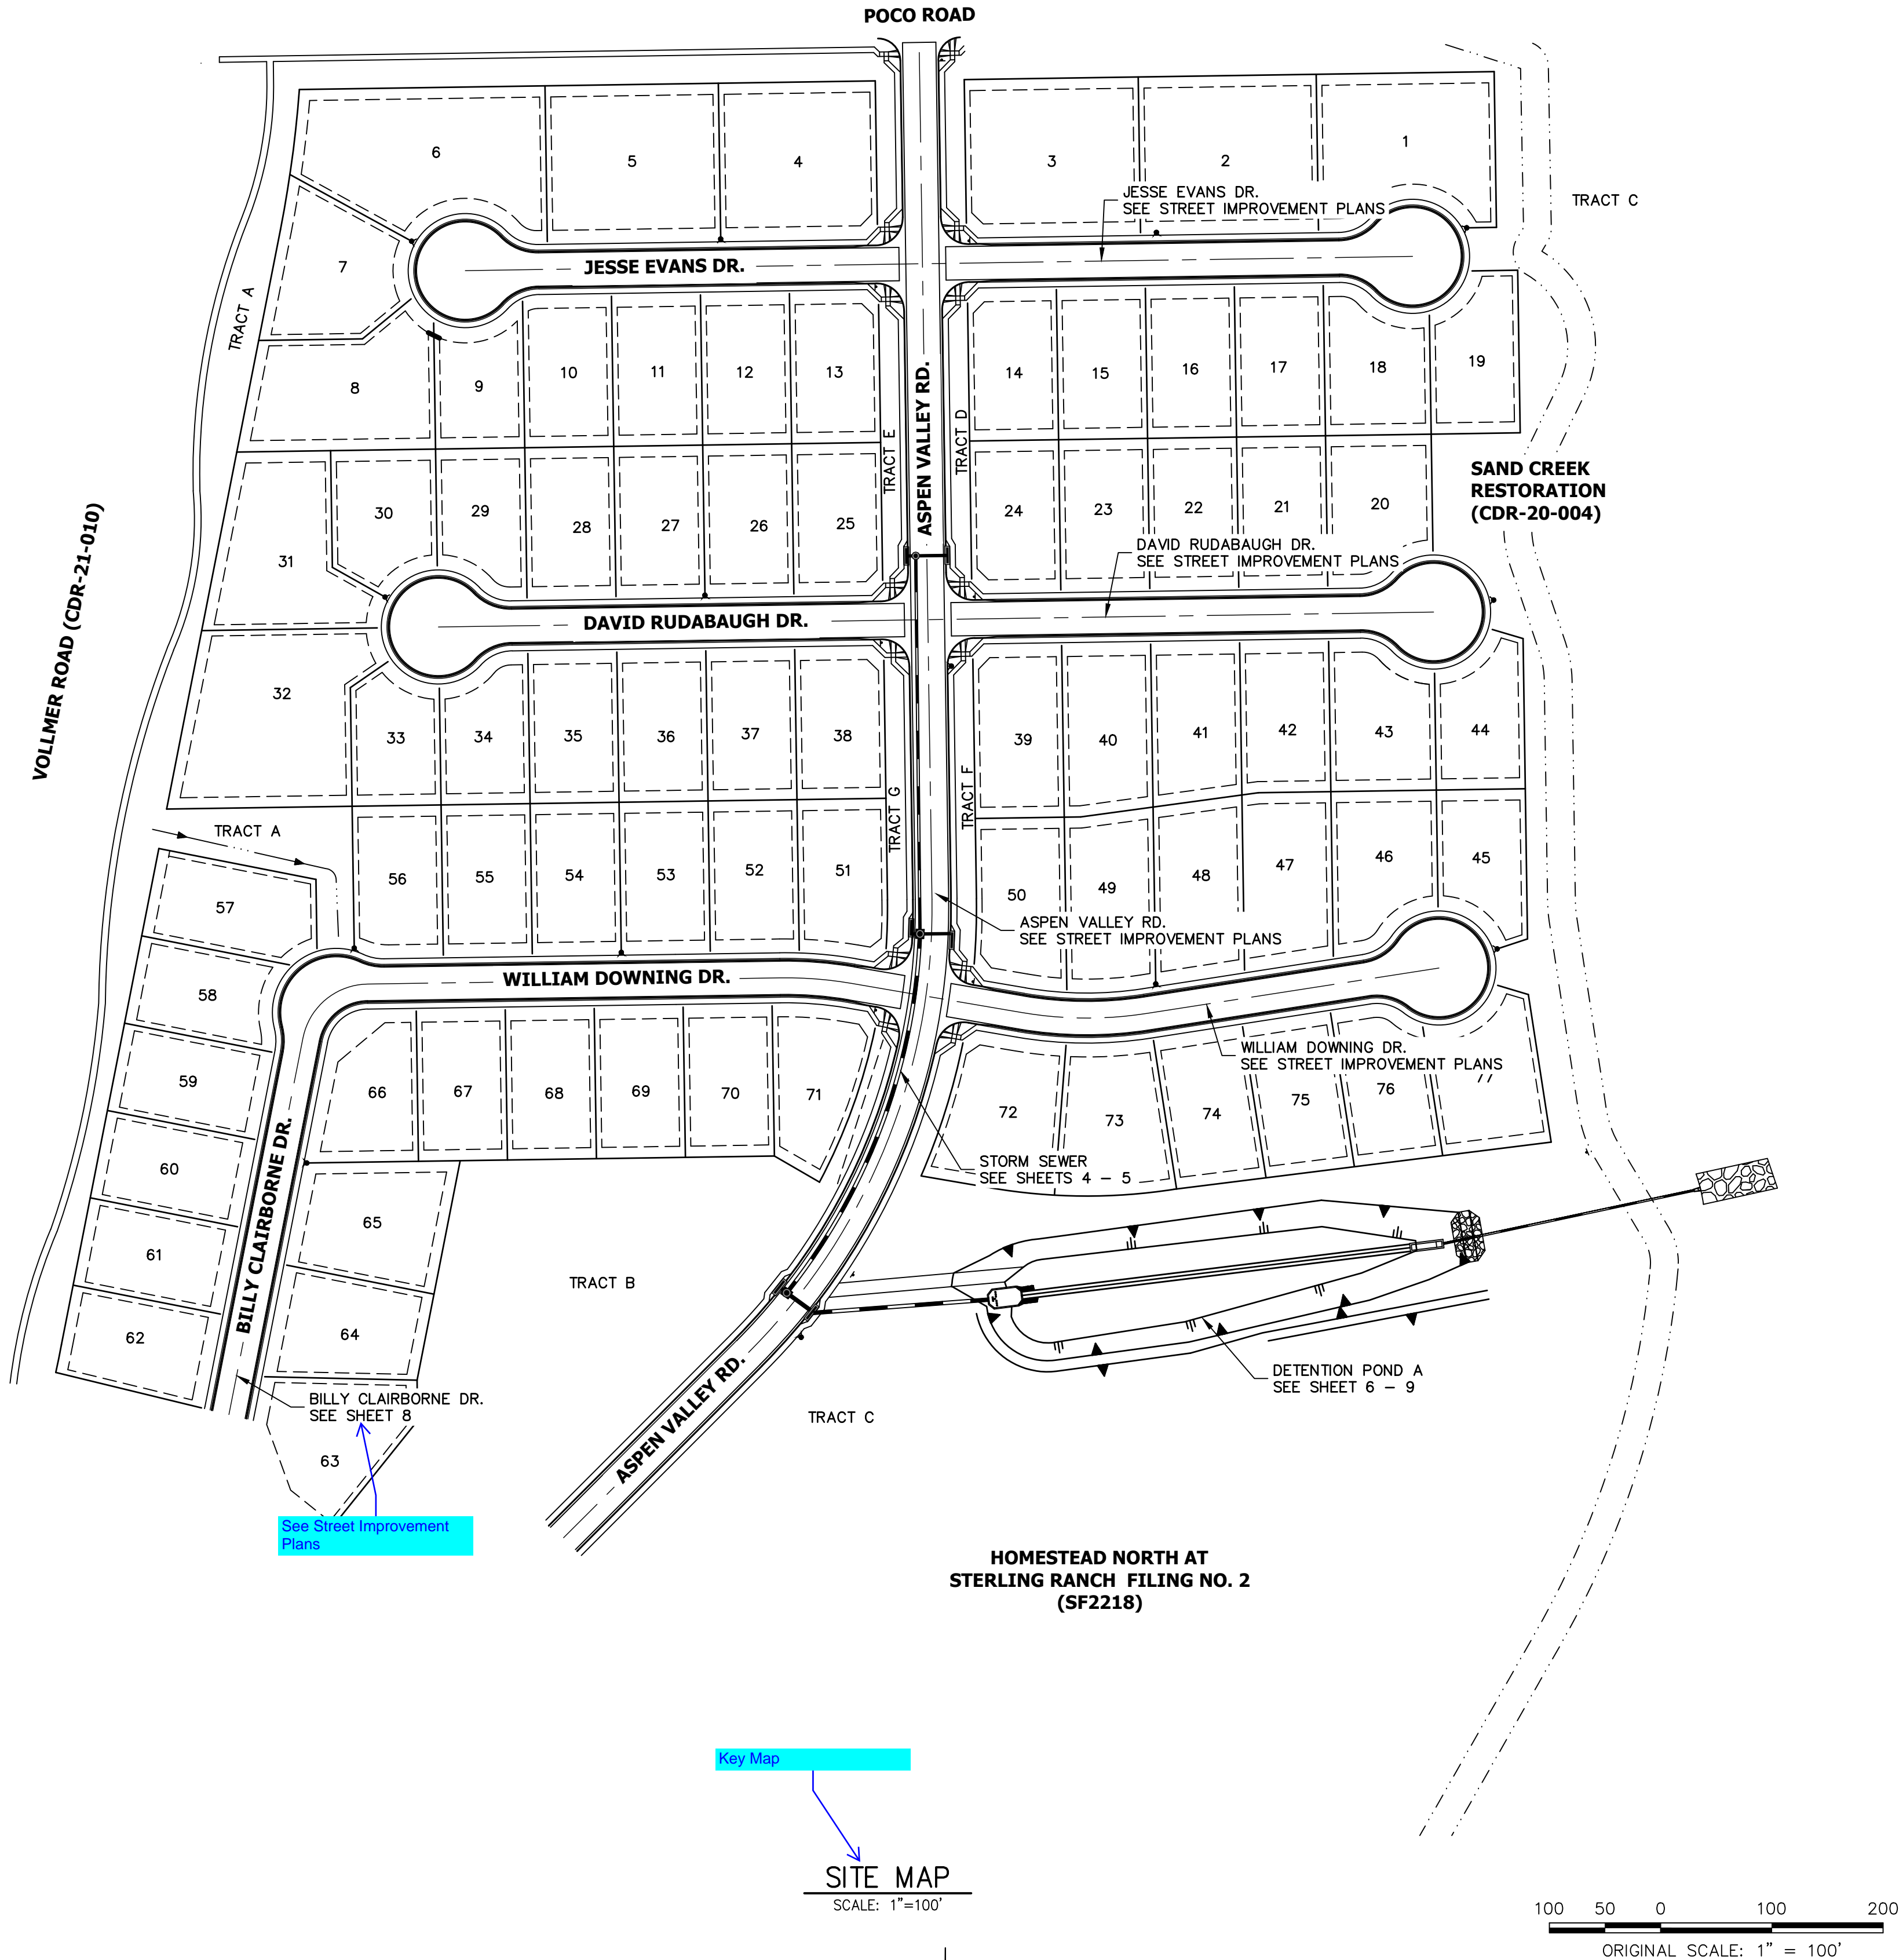 POCO ROAD
6
5
4
3
2
1
TRACT C
JESSE EVANS DR.
SEE STREET IMPROVEMENT PLANS
7
JESSE EVANS DR.
TRACT A
8
9
10
11
12
13
14
15
16
17
18
19
TRACT E
ASPEN VALLEY RD.
TRACT D
SAND CREEK
RESTORATION
(CDR-20-004)
31
30
29
28
27
26
25
24
23
22
21
20
VOLLMER ROAD (CDR-21-010)
DAVID RUDABAUGH DR.
SEE STREET IMPROVEMENT PLANS
DAVID RUDABAUGH DR.
32
33
34
35
36
37
38
39
40
41
42
43
44
TRACT G
TRACT F
TRACT A
57
56
55
54
53
52
51
50
49
48
47
46
45
ASPEN VALLEY RD.
SEE STREET IMPROVEMENT PLANS
WILLIAM DOWNING DR.
58
59
60
61
62
WILLIAM DOWNING DR.
SEE STREET IMPROVEMENT PLANS
66
67
68
69
70
71
72
73
74
75
76
BILLY CLAIRBORNE DR.
STORM SEWER
SEE SHEETS 4 - 5
65
64
63
TRACT B
DETENTION POND A
SEE SHEET 6 - 9
BILLY CLAIRBORNE DR.
SEE SHEET 8
ASPEN VALLEY RD.
TRACT C
See Street Improvement
Plans
HOMESTEAD NORTH AT
STERLING RANCH FILING NO. 2
(SF2218)
Key Map
SITE MAP
SCALE: 1"=100'
100 50 0 100 200
ORIGINAL SCALE: 1" = 100'